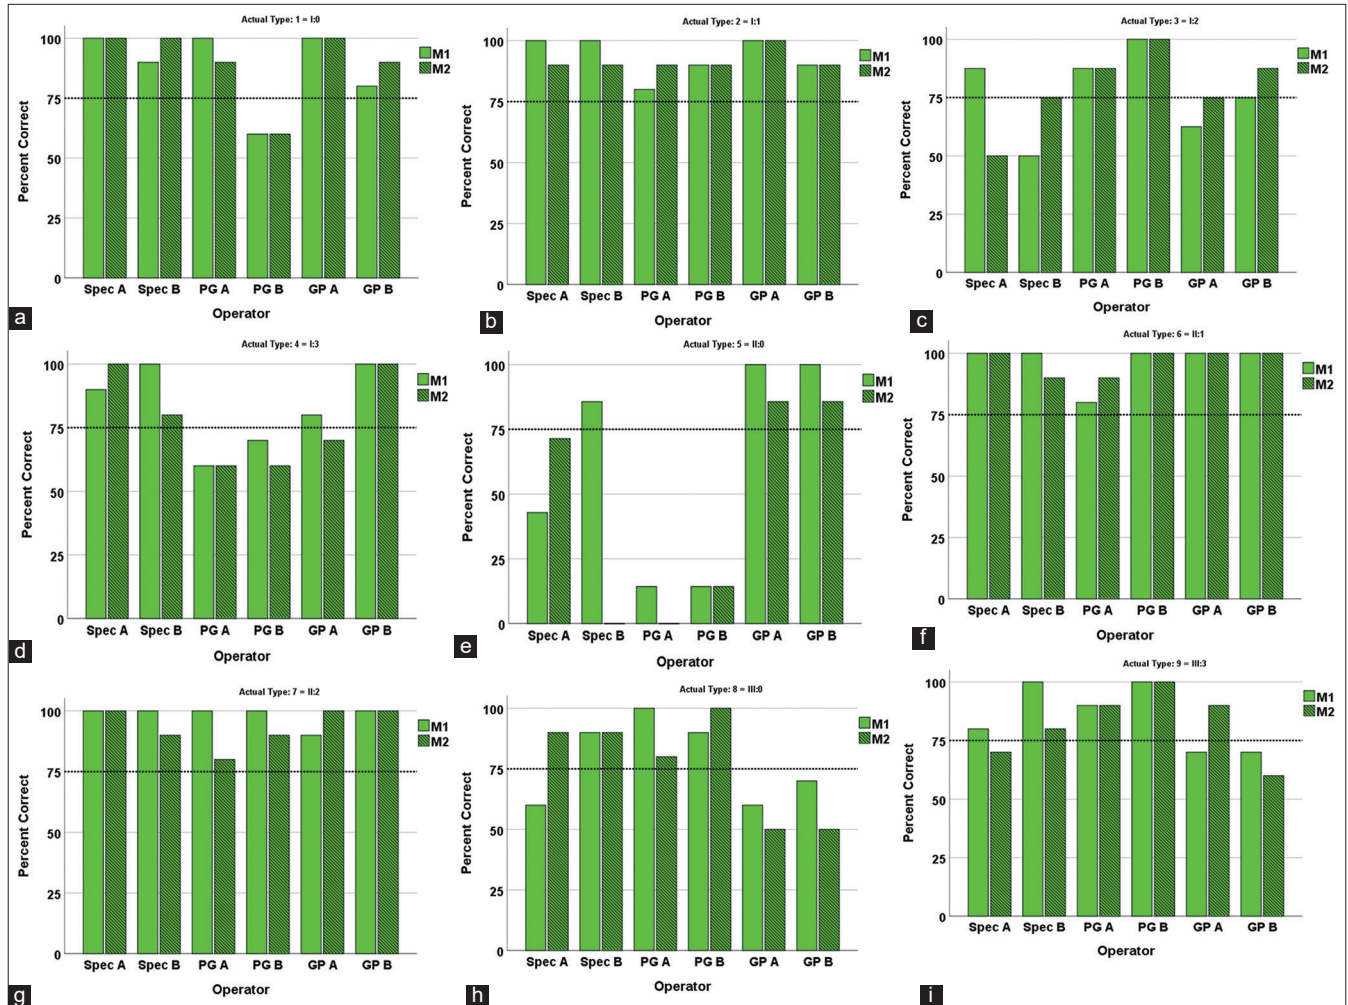 Actual Type: 1 = I:0
100
75
50
25
0
Percent Correct
M1
M2
Spec A Spec B PG A PG B GP A GP B
Operator
a
Actual Type: 2 = I:1
100
75
50
25
0
Percent Correct
M1
M2
Spec A Spec B PG A PG B GP A GP B
Operator
b
Actual Type: 3 = I:2
100
75
50
25
0
Percent Correct
M1
M2
Spec A Spec B PG A PG B GP A GP B
Operator
c
Actual Type: 4 = I:3
100
75
50
25
0
Percent Correct
M1
M2
Spec A Spec B PG A PG B GP A GP B
Operator
d
Actual Type: 5 = II:0
100
75
50
25
0
Percent Correct
M1
M2
Spec A Spec B PG A PG B GP A GP B
Operator
e
Actual Type: 6 = II:1
100
75
50
25
0
Percent Correct
M1
M2
Spec A Spec B PG A PG B GP A GP B
Operator
f
Actual Type: 7 = II:2
100
75
50
25
0
Percent Correct
M1
M2
Spec A Spec B PG A PG B GP A GP B
Operator
g
Actual Type: 8 = III:0
100
75
50
25
0
Percent Correct
M1
M2
Spec A Spec B PG A PG B GP A GP B
Operator
h
Actual Type: 9 = III:3
100
75
50
25
0
Percent Correct
M1
M2
Spec A Spec B PG A PG B GP A GP B
Operator
i